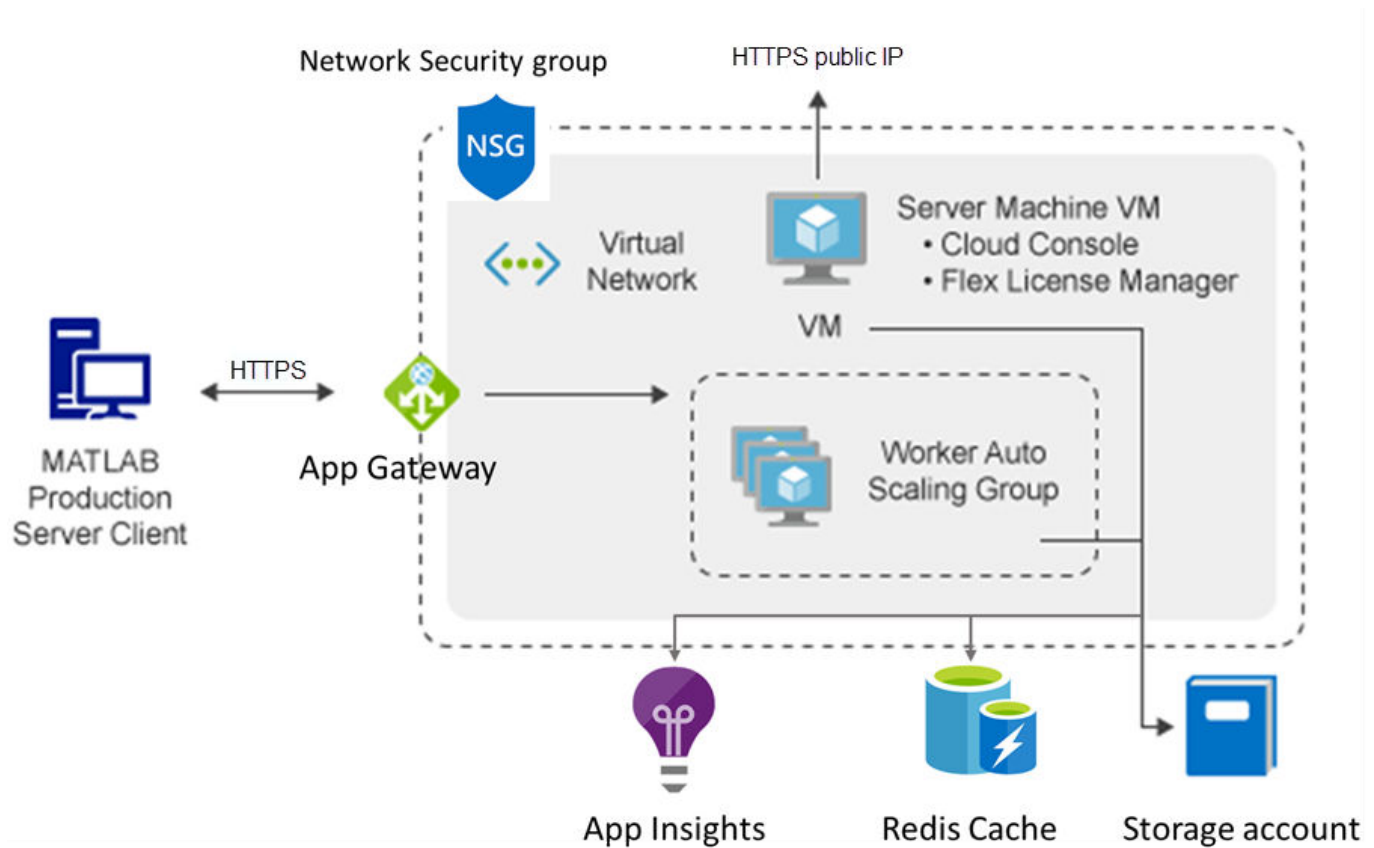 Network Security group
HTTPS public IP
NSG
Server Machine VM
• Cloud Console
• Flex License Manager
Virtual
Network
VM
HTTPS
MATLAB
Production
Server Client
App Gateway
Worker Auto
Scaling Group
App Insights
Redis Cache
Storage account